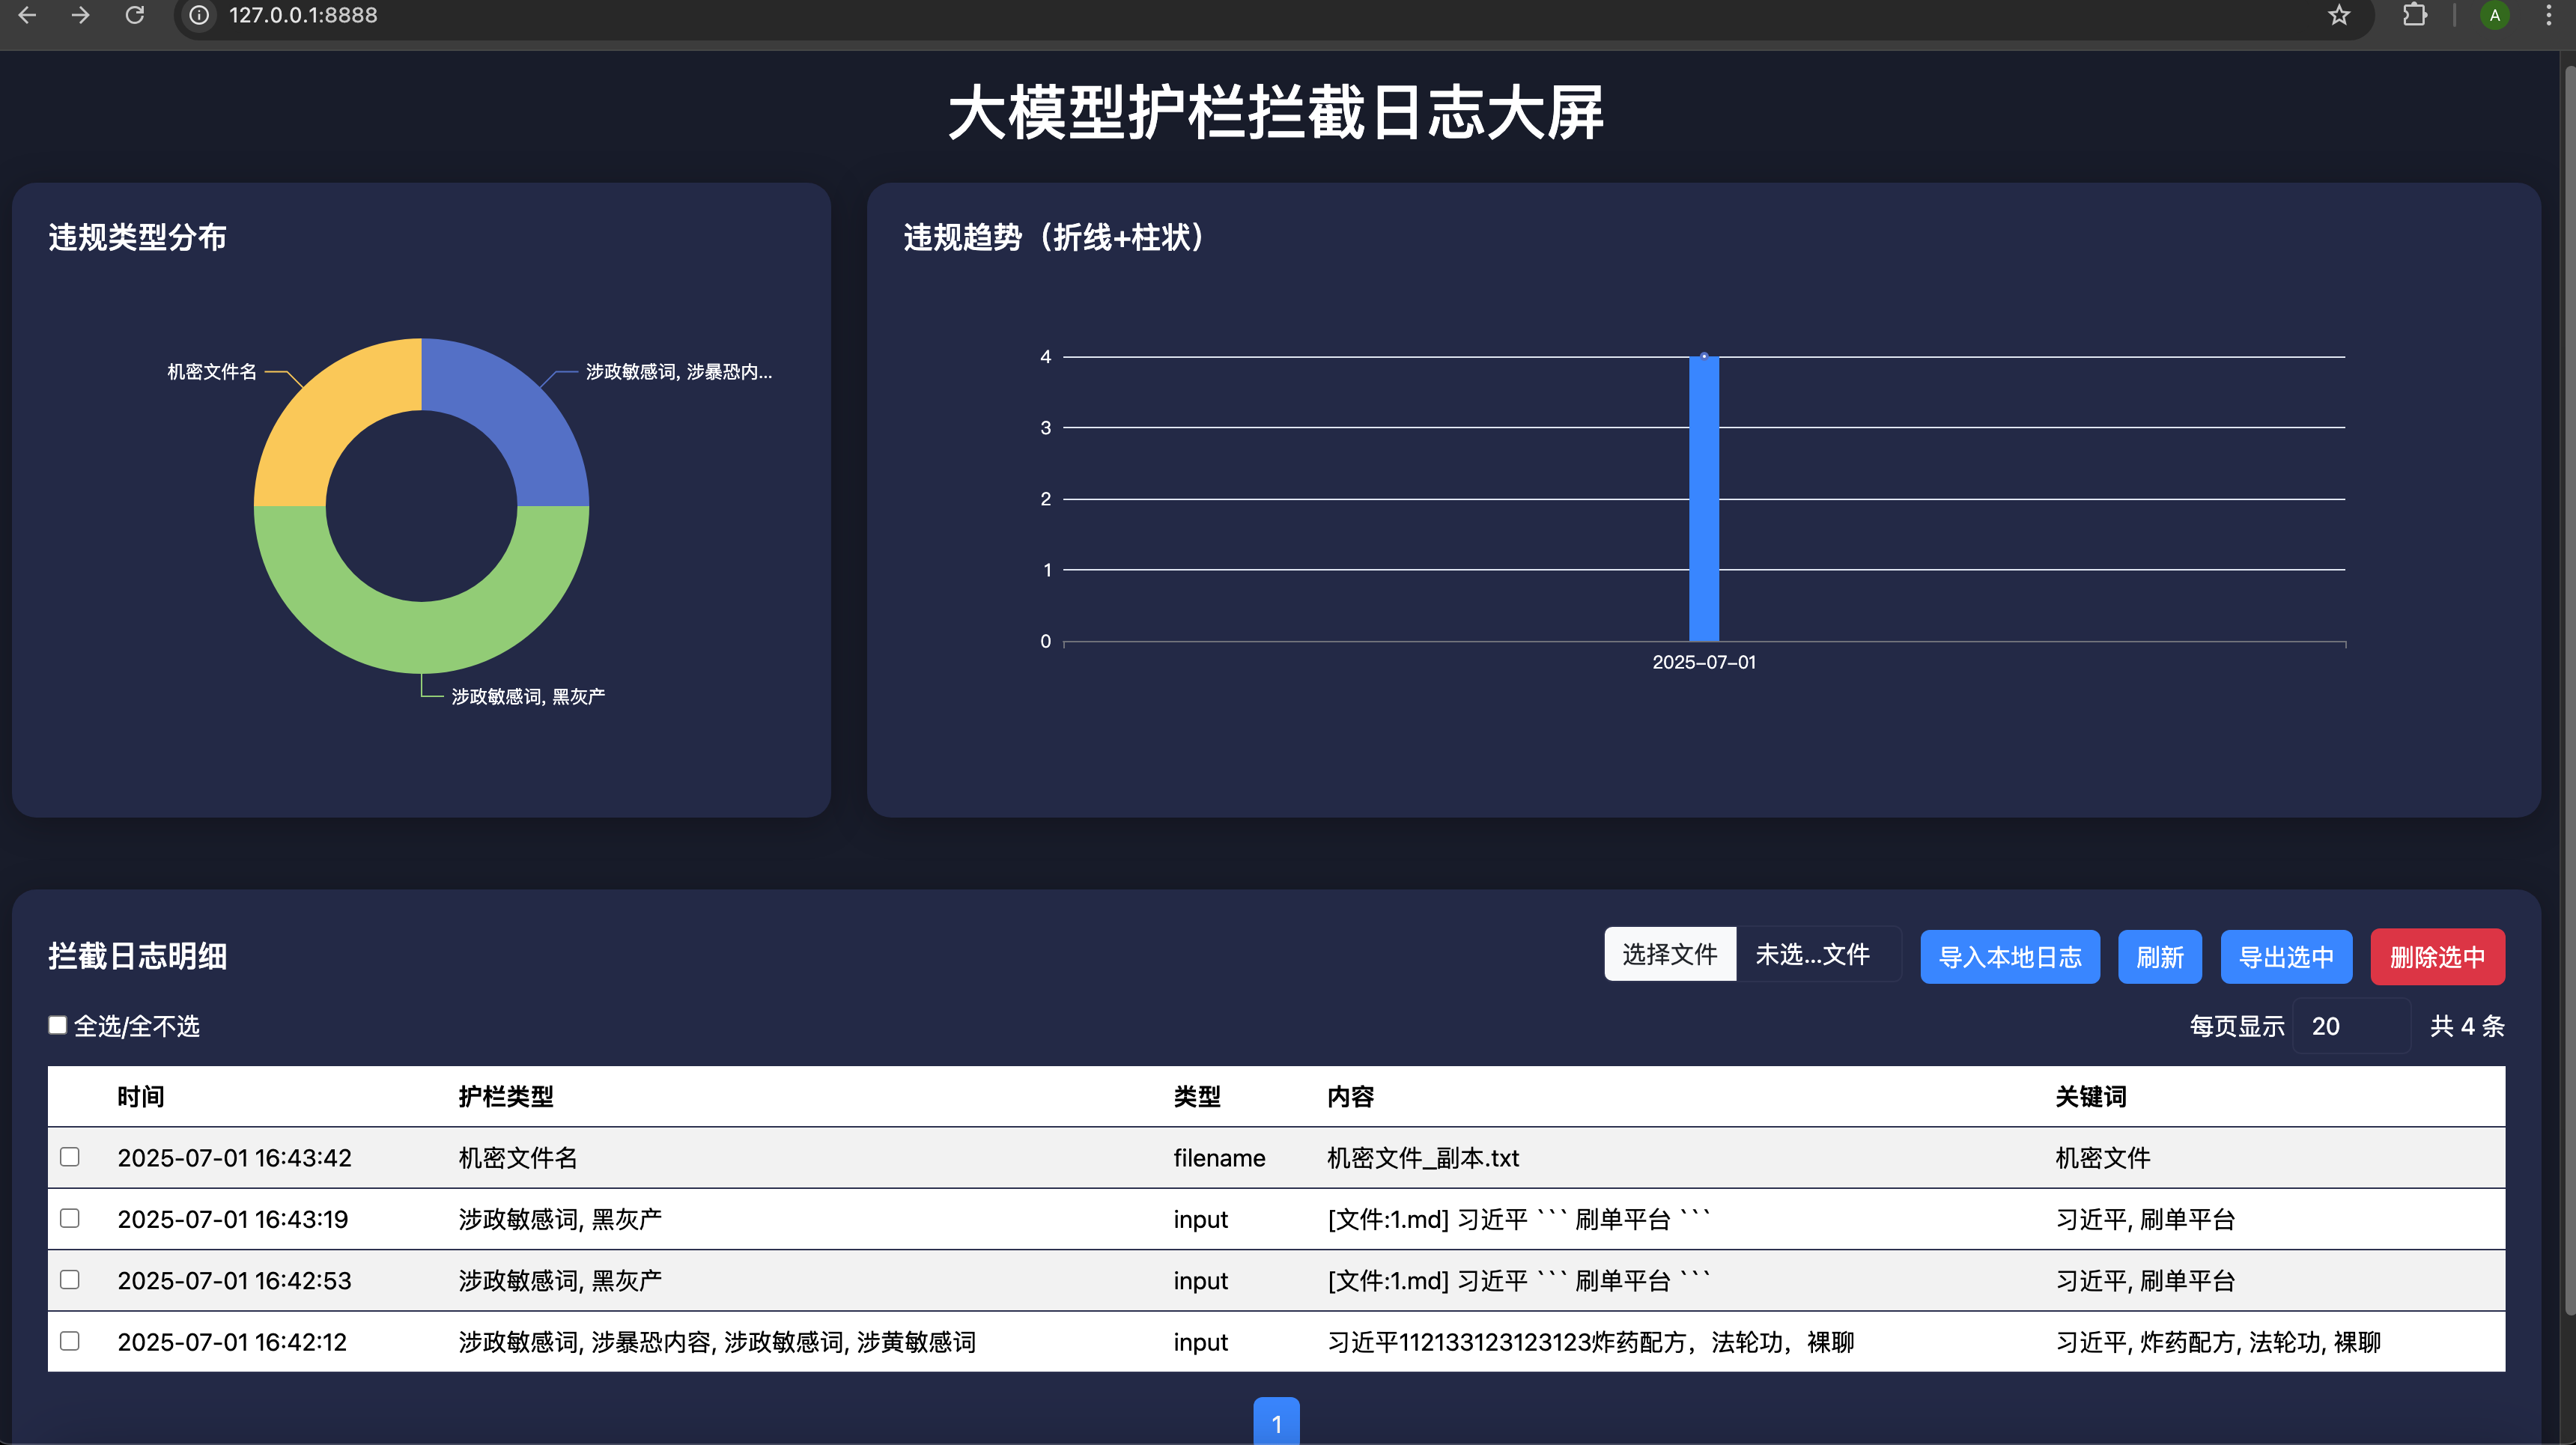 127.0.0.1:8888
A
大模型护栏拦截日志大屏
违规类型分布
机密文件名
涉政敏感词, 涉暴恐内...
涉政敏感词, 黑灰产
违规趋势（折线+柱状）
4
3
2
1
0
2025-07-01
拦截日志明细
选择文件 未选...文件 导入本地日志 刷新 导出选中 删除选中
全选/全不选 每页显示 20 共 4 条
时间 护栏类型 类型 内容 关键词
2025-07-01 16:43:42 机密文件名 filename 机密文件_副本.txt 机密文件
2025-07-01 16:43:19 涉政敏感词, 黑灰产 input [文件:1.md] 习近平 ``` 刷单平台 ``` 习近平, 刷单平台
2025-07-01 16:42:53 涉政敏感词, 黑灰产 input [文件:1.md] 习近平 ``` 刷单平台 ``` 习近平, 刷单平台
2025-07-01 16:42:12 涉政敏感词, 涉暴恐内容, 涉政敏感词, 涉黄敏感词 input 习近平112133123123123炸药配方，法轮功，裸聊 习近平, 炸药配方, 法轮功, 裸聊
1